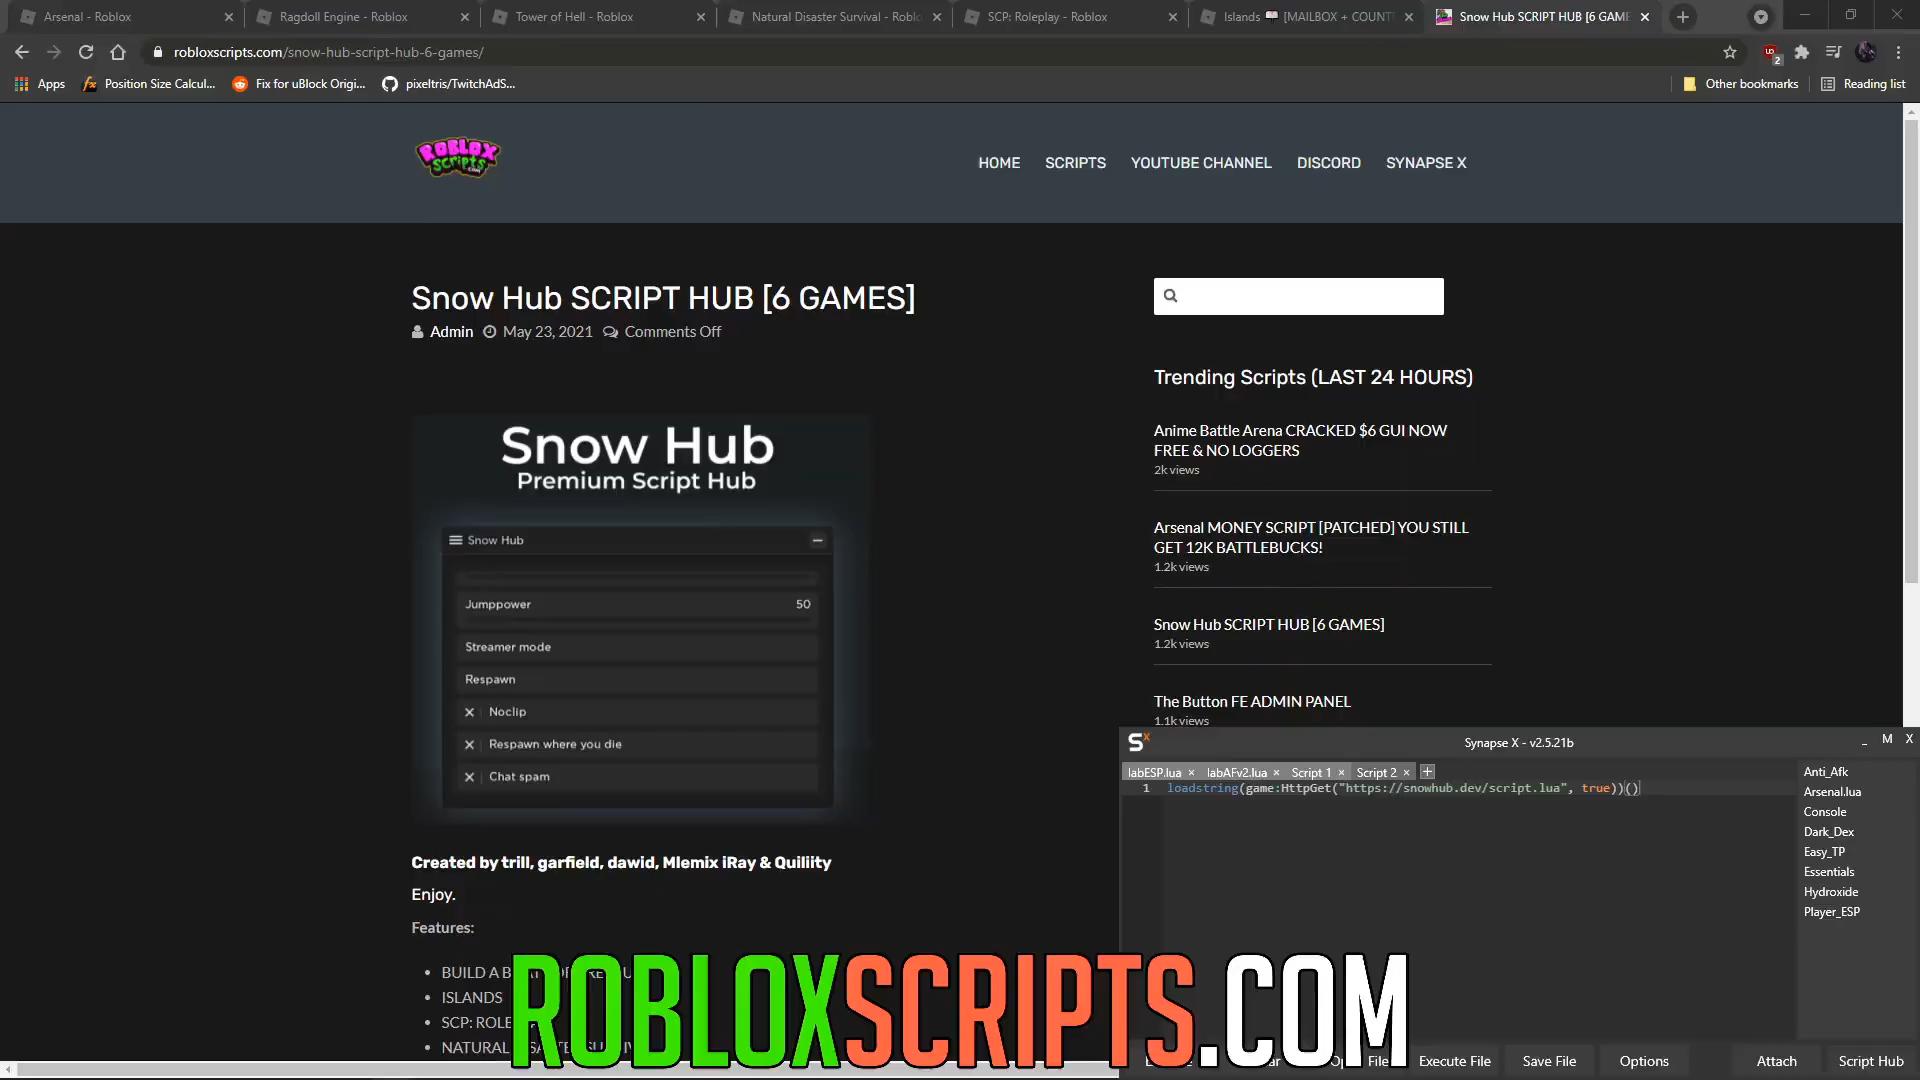 Arsenal - Roblox
Ragdoll Engine - Roblox
Tower of Hell - Roblox
Natural Disaster Survival - Roblo
SCP: Roleplay - Roblox
Islands [MAILBOX + COUNT
Snow Hub SCRIPT HUB [6 GAME
robloxscripts.com/snow-hub-script-hub-6-games/
2
Apps
Position Size Calcul...
Fix for uBlock Origi...
pixeltris/TwitchAdS...
Other bookmarks
Reading list
ROBLOX
Scripts
.COM
HOME
SCRIPTS
YOUTUBE CHANNEL
DISCORD
SYNAPSE X
Snow Hub SCRIPT HUB [6 GAMES]
Admin
May 23, 2021
Comments Off
Trending Scripts (LAST 24 HOURS)
Anime Battle Arena CRACKED $6 GUI NOW
FREE & NO LOGGERS
2k views
Arsenal MONEY SCRIPT [PATCHED] YOU STILL
GET 12K BATTLEBUCKS!
1.2k views
Snow Hub SCRIPT HUB [6 GAMES]
1.2k views
The Button FE ADMIN PANEL
1.1k views
Snow Hub
Premium Script Hub
Snow Hub
Jumppower 50
Streamer mode
Respawn
Noclip
Respawn where you die
Chat spam
Created by trill, garfield, dawid, Mlemix iRay & Quiliity
Enjoy.
Features:
ISLANDS
SCP: ROLE
NATURAL
Synapse X - v2.5.21b
M X
labESP.lua
labAFv2.lua
Script 1
Script 2
1 loadstring(game:HttpGet("https://snowhub.dev/script.lua", true))()
Anti_Afk
Arsenal.lua
Console
Dark_Dex
Easy_TP
Essentials
Hydroxide
Player_ESP
Execute File
Save File
Options
Attach
Script Hub
ROBLOXSCRIPTS.COM